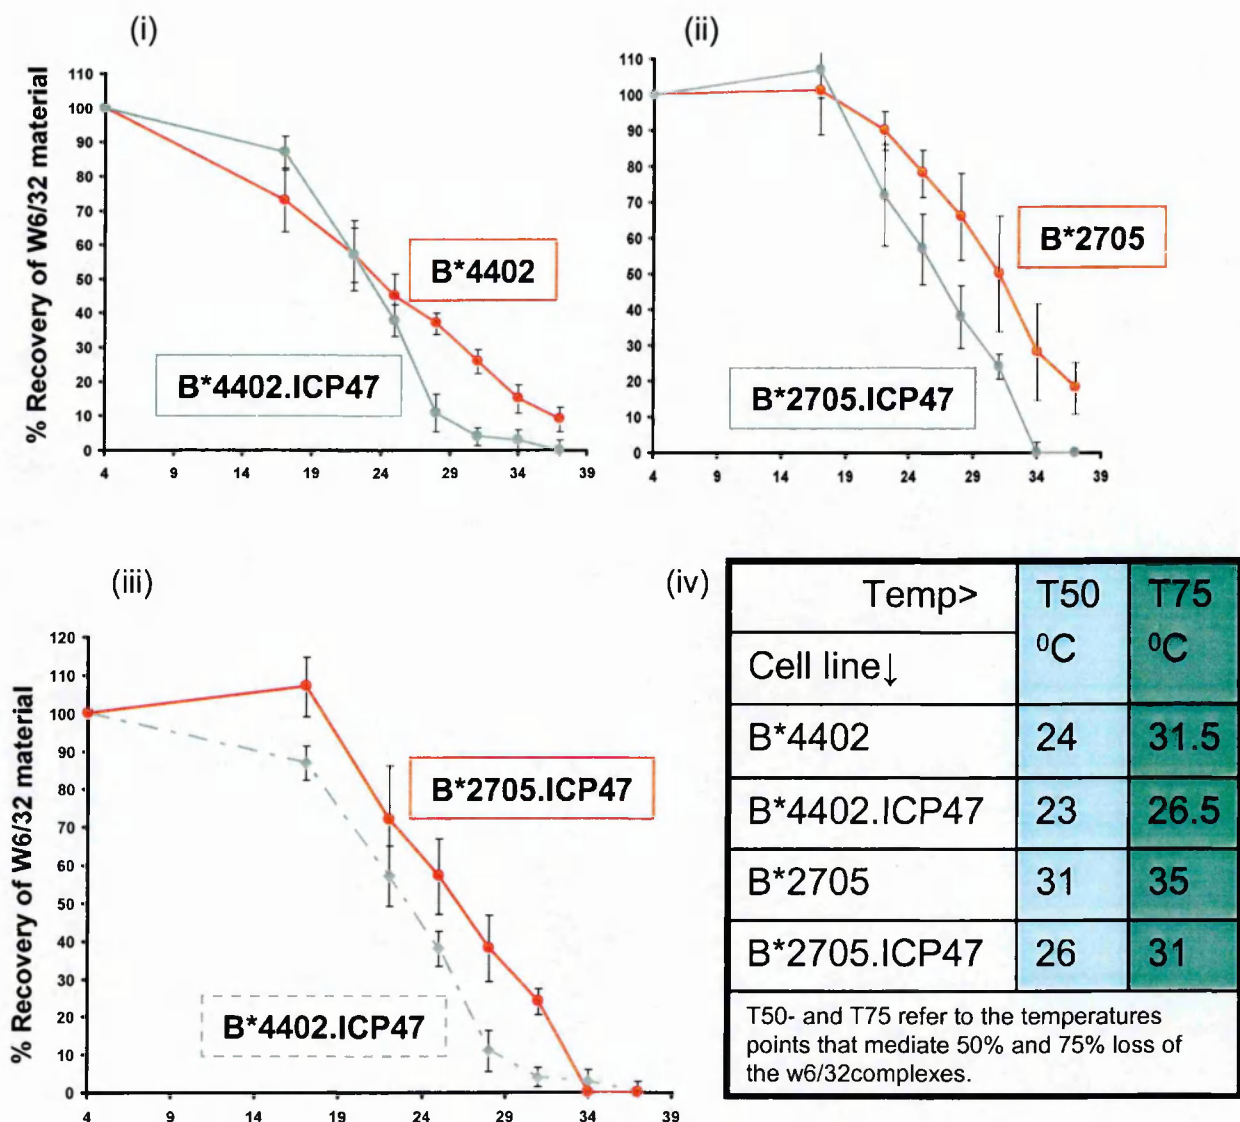 (i)
% Recovery of W6/32 material
110
100
90
80
70
60
50
40
30
20
10
0
4 9 14 19 24 29 34 39
B*4402
B*4402.ICP47
(ii)
110
100
90
80
70
60
50
40
30
20
10
0
4 9 14 19 24 29 34 39
B*2705
B*2705.ICP47
(iii)
% Recovery of W6/32 material
120
110
100
90
80
70
60
50
40
30
20
10
0
4 9 14 19 24 29 34 39
B*2705.ICP47
B*4402.ICP47
(iv)
Temp> T50 T75
Cell line↓ ⁰C ⁰C
B*4402 24 31.5
B*4402.ICP47 23 26.5
B*2705 31 35
B*2705.ICP47 26 31
T50- and T75 refer to the temperatures
points that mediate 50% and 75% loss of
the w6/32complexes.